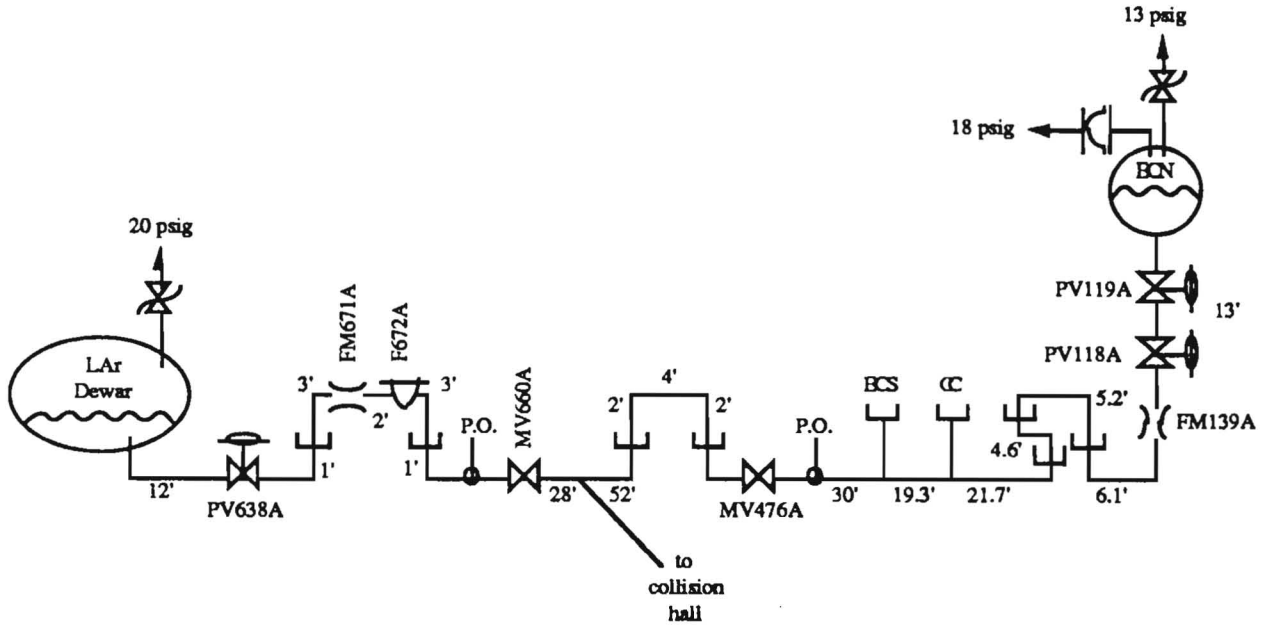 13 psig
18 psig
ECN
20 psig
PV119A
13'
LAr
Dewar
FM671A
F672A
PV118A
3'
3'
2'
MV660A
4'
2'
2'
ECS
CC
5.2'
FM139A
P.O.
P.O.
4.6'
1'
1'
12'
PV638A
28'
52'
MV476A
30'
19.3'
21.7'
6.1'
to
collision
hall